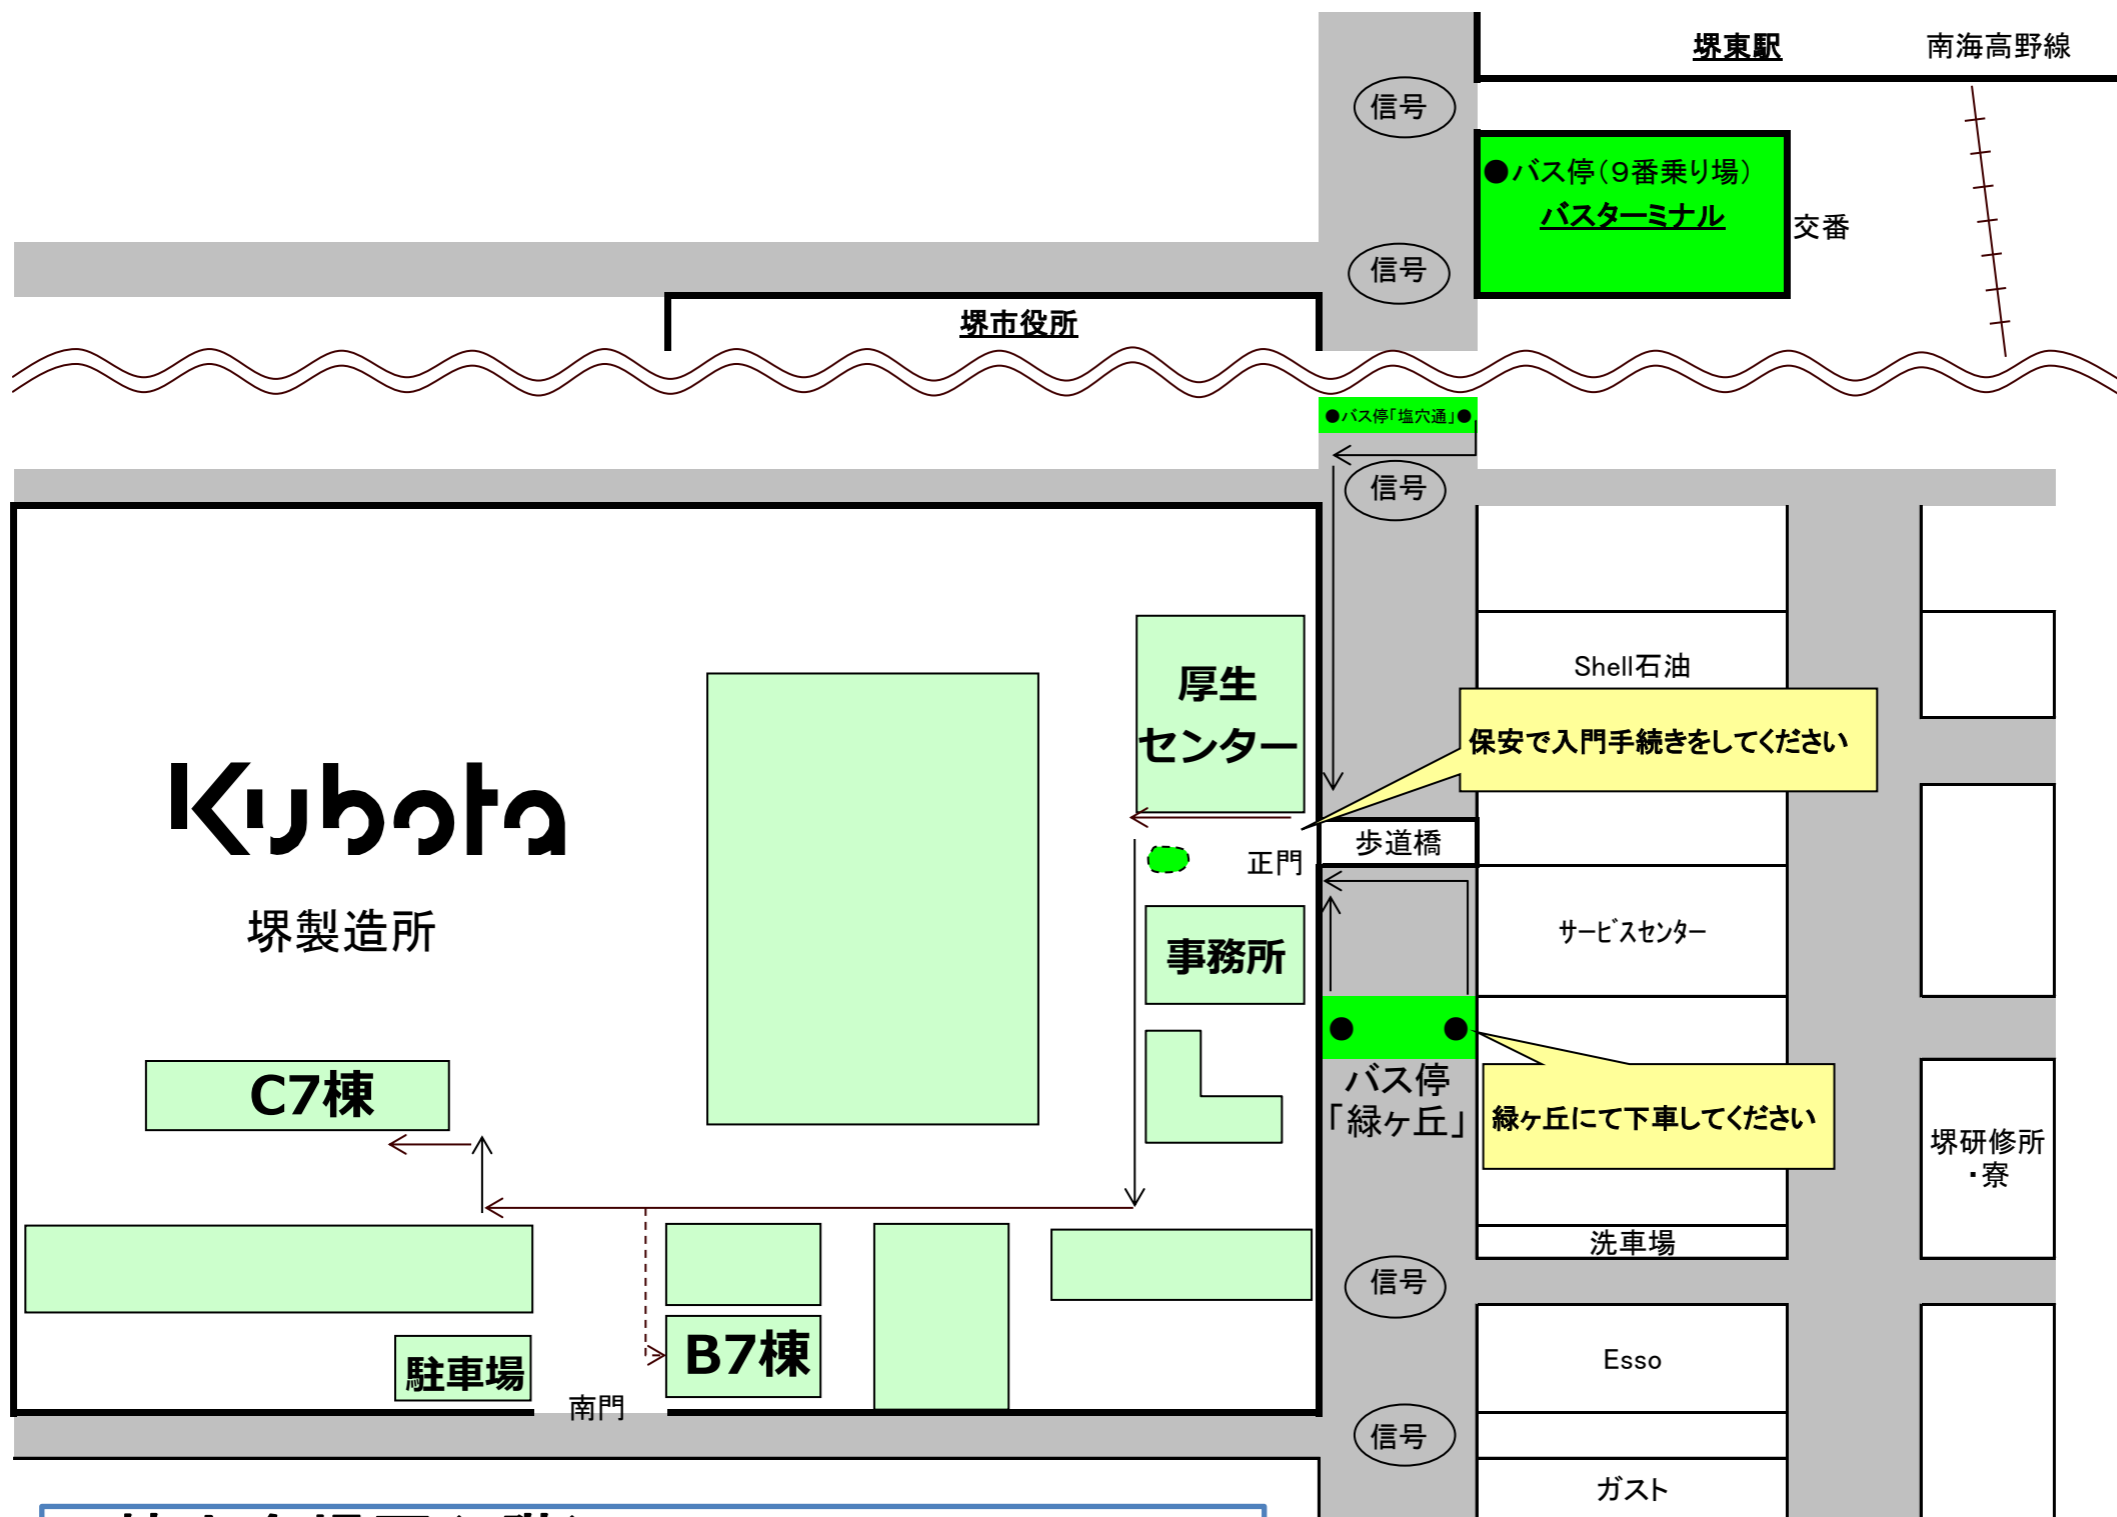 堺東駅
南海高野線
信号
●バス停(9番乗り場)
バスターミナル
交番
信号
堺市役所
●バス停「塩穴通」●
信号
Shell石油
厚生
センター
保安で入門手続きをしてください
Kubota
堺製造所
歩道橋
正門
サービスセンター
事務所
C7棟
バス停
「緑ヶ丘」
緑ヶ丘にて下車してください
堺研修所
・寮
洗車場
信号
B7棟
駐車場
Esso
南門
信号
ガスト